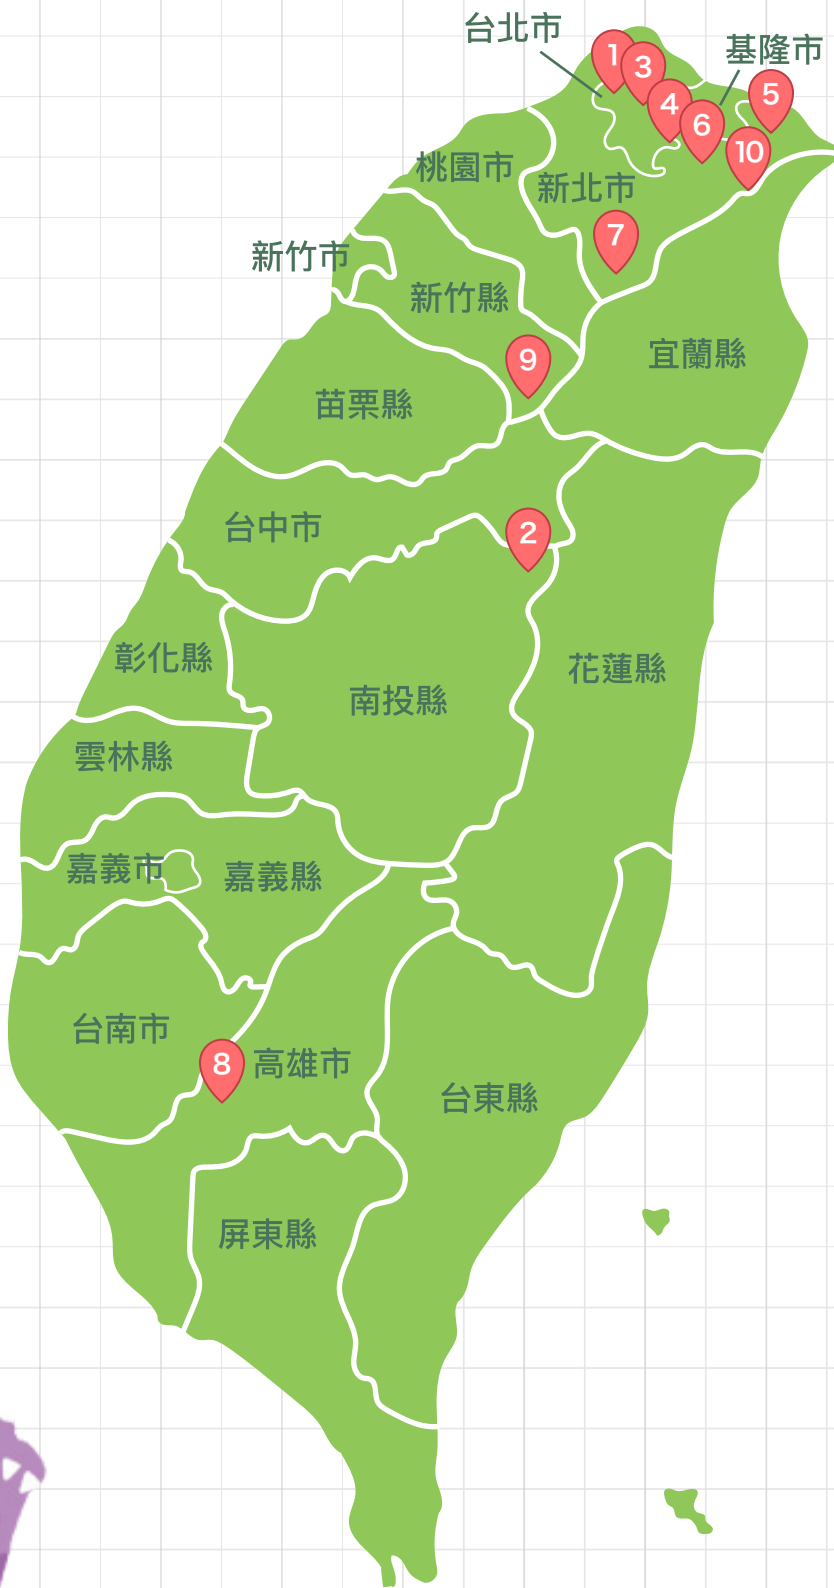 台北市
基隆市
1
3
4
5
6
10
桃園市
新北市
7
新竹市
新竹縣
宜蘭縣
9
苗栗縣
台中市
2
彰化縣
花蓮縣
南投縣
雲林縣
嘉義市
嘉義縣
台南市
8
高雄市
台東縣
屏東縣